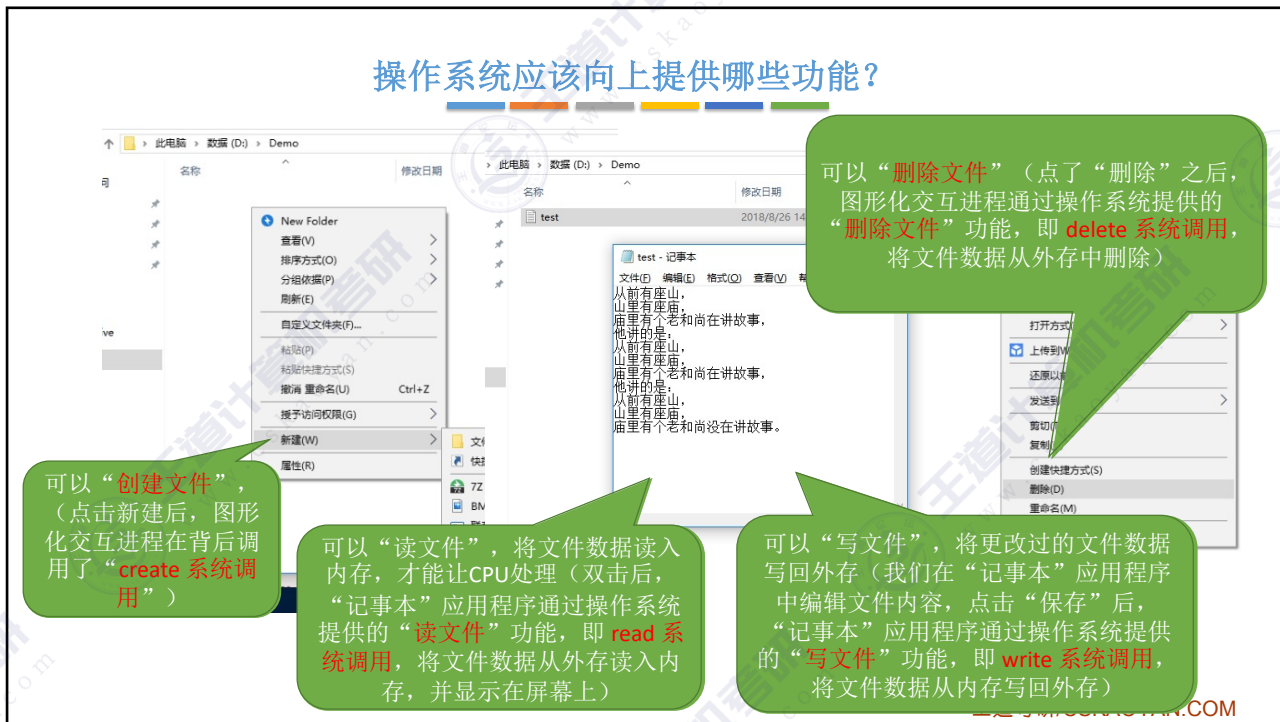 操作系统应该向上提供哪些功能？
此电脑 › 数据 (D:) › Demo
名称
修改日期
New Folder
查看(V)
排序方式(O)
分组依据(P)
刷新(E)
自定义文件夹(F)...
粘贴(P)
粘贴快捷方式(S)
撤消 重命名(U) Ctrl+Z
授予访问权限(G)
新建(W)
属性(R)
文件
快捷
7Z
BM
ve
此电脑 › 数据 (D:) › Demo
名称
修改日期
test
2018/8/26 14
test - 记事本
文件(F) 编辑(E) 格式(O) 查看(V) 帮
从前有座山，
山里有座庙，
庙里有个老和尚在讲故事，
他讲的是：
从前有座山，
山里有座庙，
庙里有个老和尚在讲故事，
他讲的是：
从前有座山，
山里有座庙，
庙里有个老和尚没在讲故事。
打开方式
上传到W
还原以前
发送到
剪切(T
复制(
创建快捷方式(S)
删除(D)
重命名(M)
可以“创建文件”，
（点击新建后，图形
化交互进程在背后调
用了“create 系统调
用”）
可以“读文件”，将文件数据读入
内存，才能让CPU处理（双击后，
“记事本”应用程序通过操作系统
提供的“读文件”功能，即 read 系
统调用，将文件数据从外存读入内
存，并显示在屏幕上）
可以“写文件”，将更改过的文件数据
写回外存（我们在“记事本”应用程序
中编辑文件内容，点击“保存”后，
“记事本”应用程序通过操作系统提供
的“写文件”功能，即 write 系统调用，
将文件数据从内存写回外存）
可以“删除文件”（点了“删除”之后，
图形化交互进程通过操作系统提供的
“删除文件”功能，即 delete 系统调用，
将文件数据从外存中删除）
王道考研/CSKAOYAN.COM